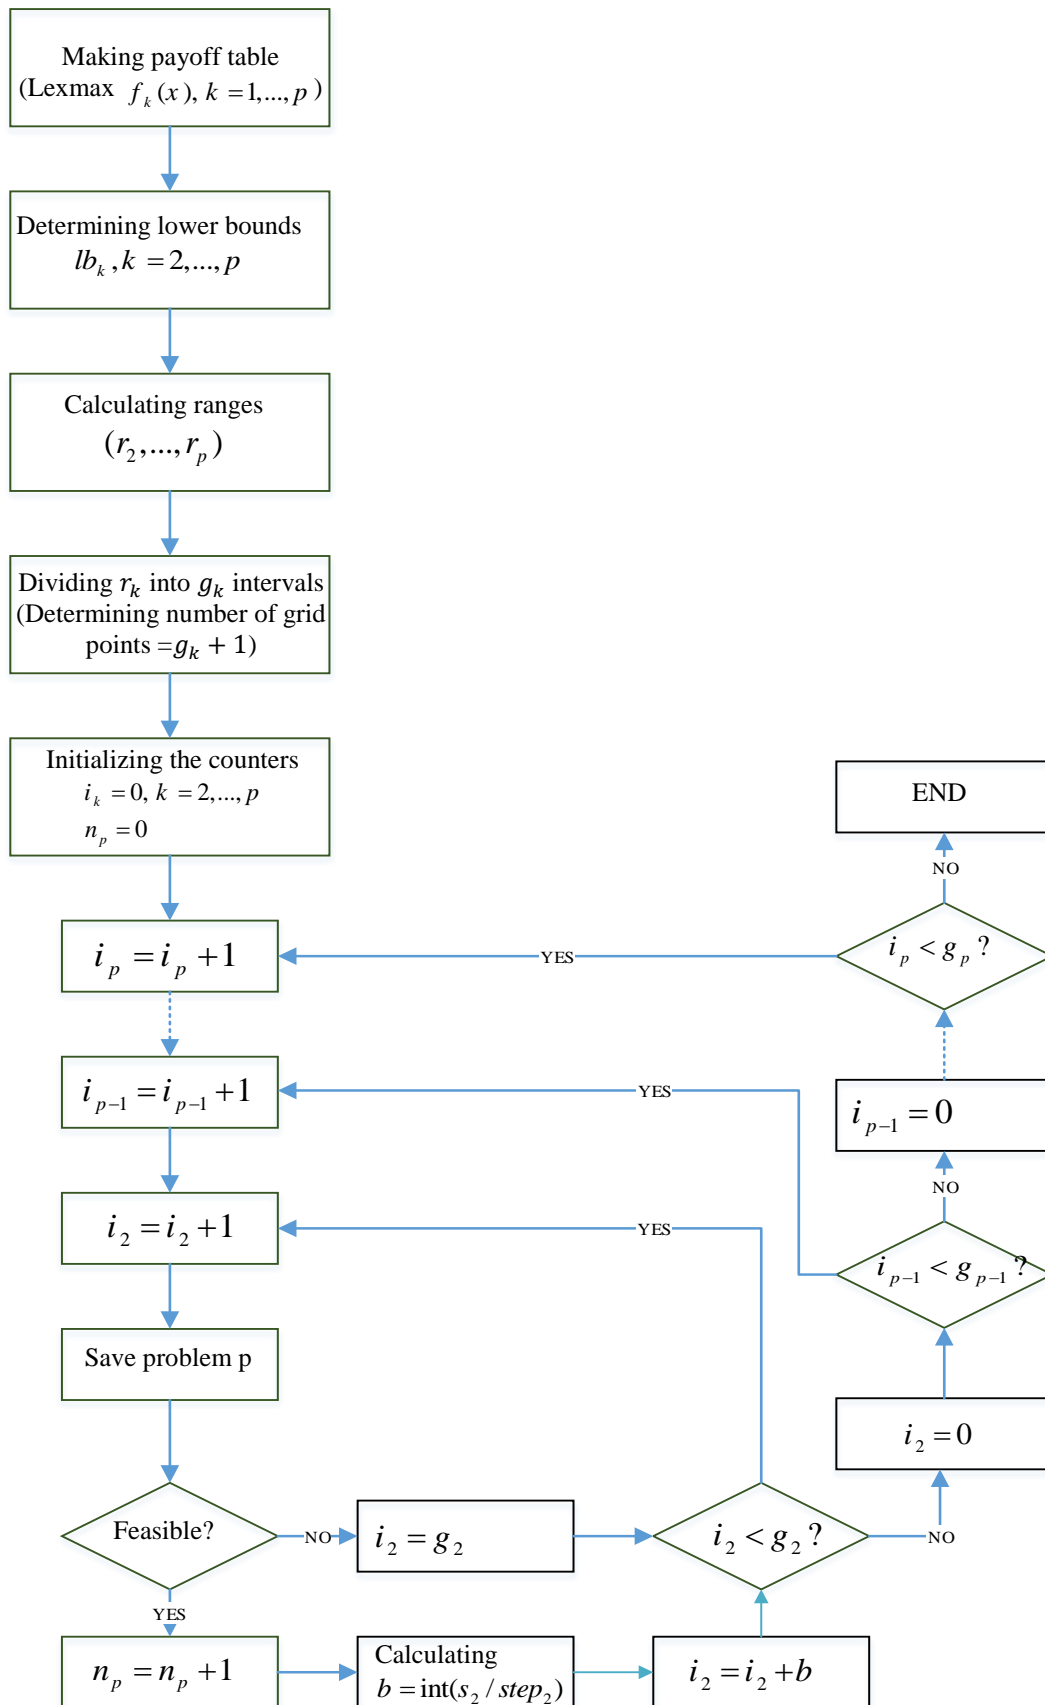 Making payoff table
(Lexmax f_k(x), k = 1,...,p )
Determining lower bounds
lb_k , k = 2,..., p
Calculating ranges
(r_2,...,r_p)
Dividing r_k into g_k intervals
(Determining number of grid
points =g_k + 1)
Initializing the counters
i_k = 0, k = 2,..., p
n_p = 0
END
NO
i_p < g_p ?
YES
i_p = i_p + 1
i_{p-1} = i_{p-1} + 1
YES
i_{p-1} = 0
NO
i_2 = i_2 + 1
YES
i_{p-1} < g_{p-1} ?
Save problem p
i_2 = 0
Feasible?
NO
i_2 = g_2
i_2 < g_2 ?
NO
YES
n_p = n_p + 1
Calculating
b = int(s_2 / step_2)
i_2 = i_2 + b